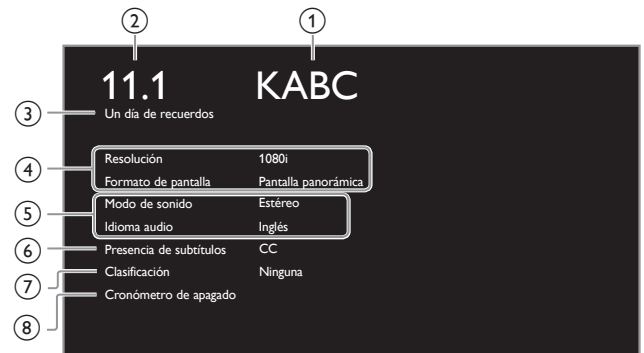 ② ①
11.1 KABC
③ Un día de recuerdos
④ Resolución 1080i
Formato de pantalla Pantalla panorámica
⑤ Modo de sonido Estéreo
Idioma audio Inglés
⑥ Presencia de subtítulos CC
⑦ Clasificación Ninguna
⑧ Cronómetro de apagado